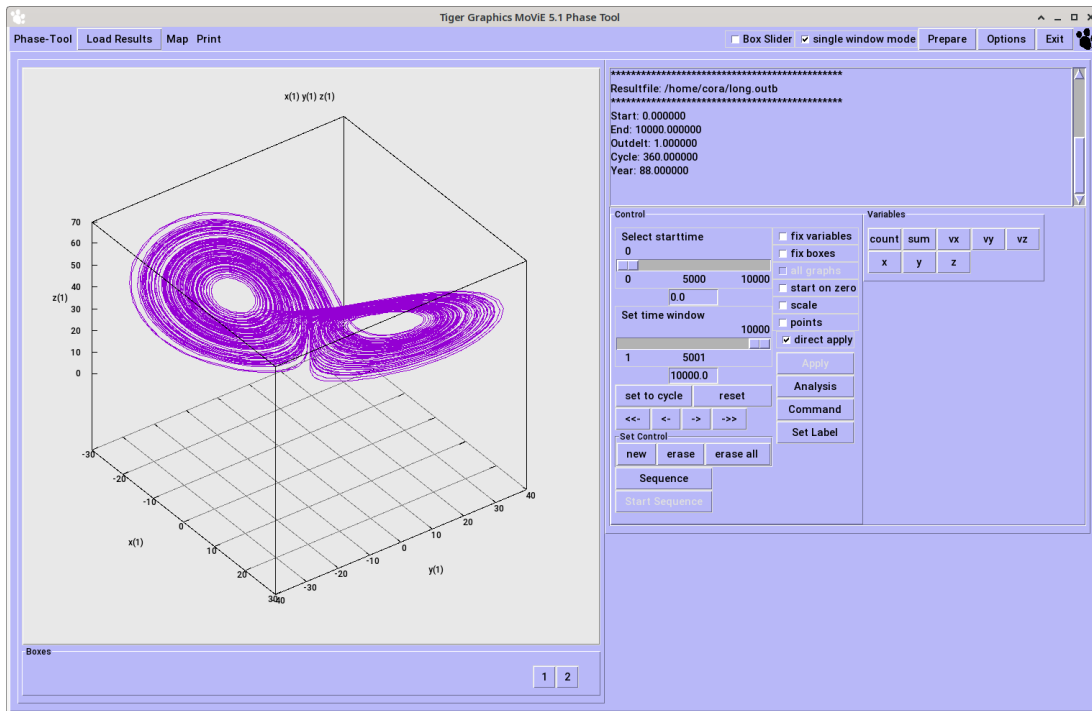 Tiger Graphics MoViE 5.1 Phase Tool
Phase-Tool Load Results Map Print Box Slider single window mode Prepare Options Exit
x(1) y(1) z(1)
70
60
50
40
30
20
10
0
z(1)
-30
-20
-10
0
10
20
30
x(1)
-40
-30
-20
-10
0
10
20
30
40
y(1)
Boxes
1 2
**********************************************
Resultfile: /home/cora/long.outb
**********************************************
Start: 0.000000
End: 10000.000000
Outdelt: 1.000000
Cycle: 360.000000
Year: 88.000000
Control
Select starttime
0
0 5000 10000
0.0
Set time window
10000
1 5001
10000.0
set to cycle reset
<<- <- -> ->>
Set Control
new erase erase all
Sequence
Start Sequence
fix variables
fix boxes
all graphs
start on zero
scale
points
direct apply
Apply
Analysis
Command
Set Label
Variables
count sum vx vy vz
x y z